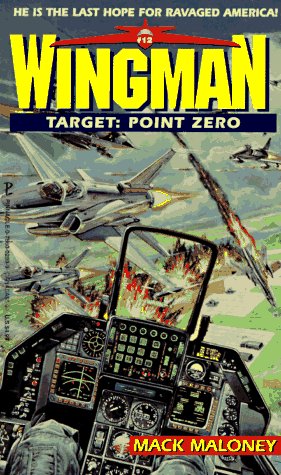 HE IS THE LAST HOPE FOR RAVAGED AMERICA!
#12
WINGMAN
TARGET: POINT ZERO
MACK MALONEY